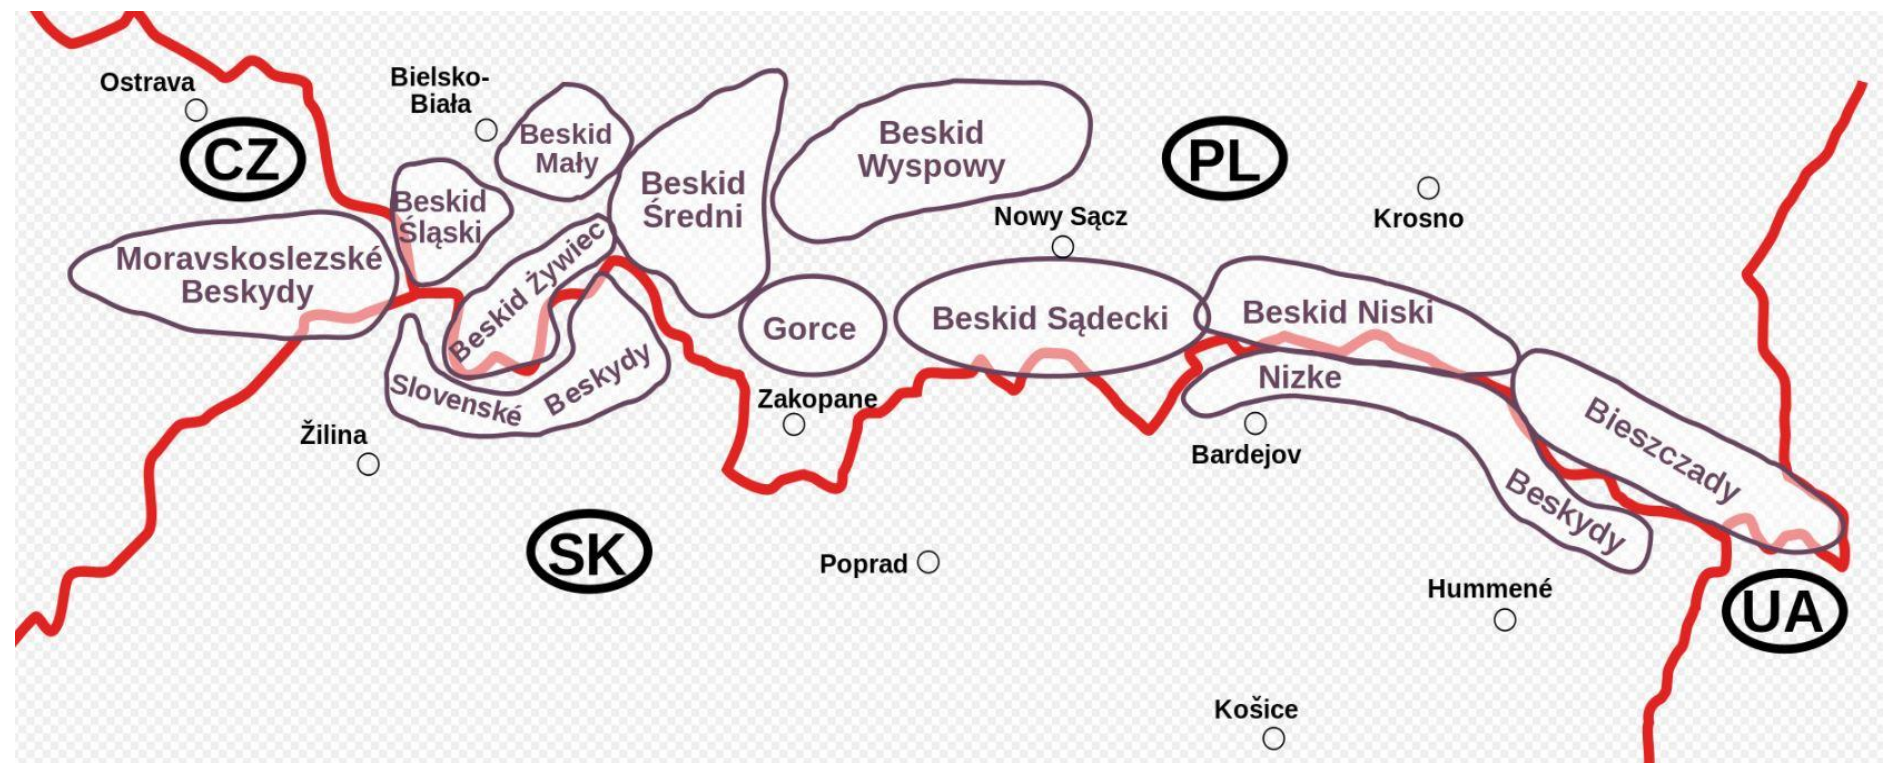 Ostrava
CZ
Bielsko-
Biała
Beskid
Mały
Beskid
Śląski
Moravskoslezské
Beskydy
Beskid Żywiec
Beskid
Średni
Beskid
Wyspowy
PL
Nowy Sącz
Krosno
Gorce
Beskid Sądecki
Beskid Niski
Slovenské Beskydy
Zakopane
Nizke Beskydy
Bieszczady
Žilina
Bardejov
SK
Poprad
Hummené
UA
Košice